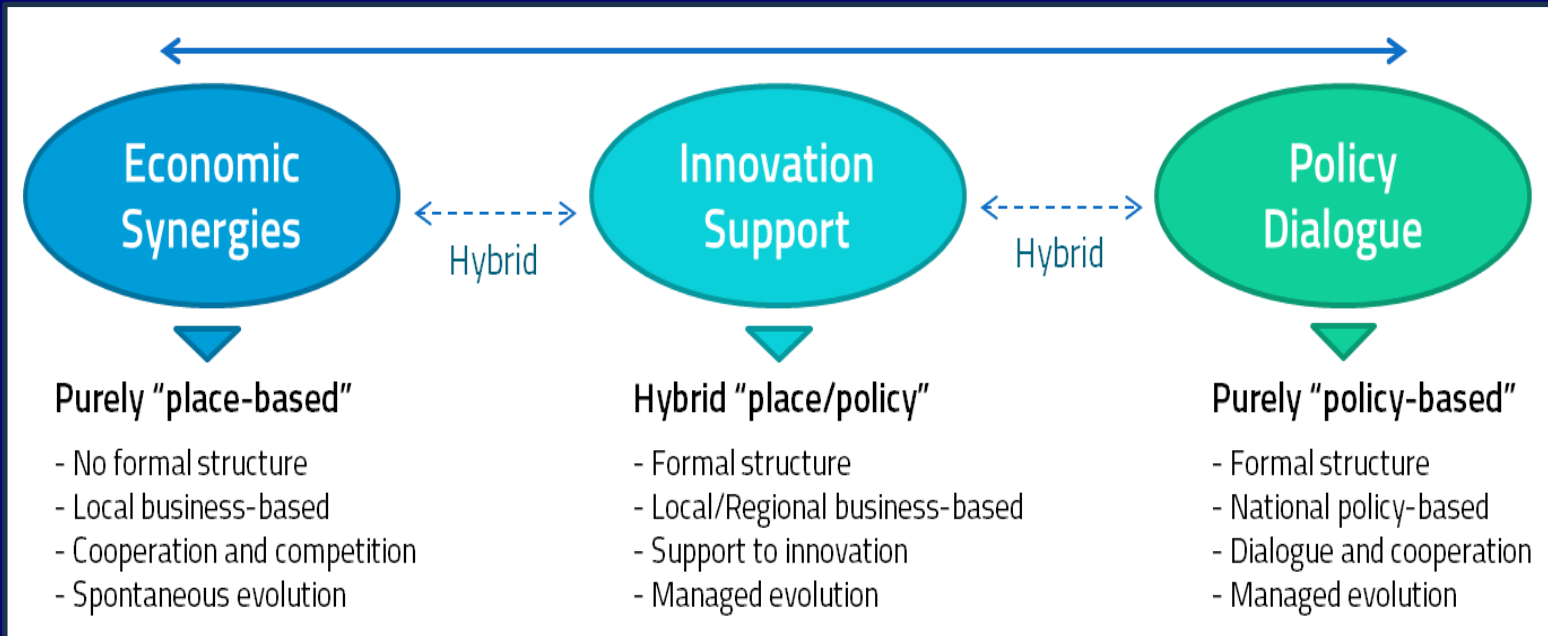 Economic
Synergies
Hybrid
Innovation
Support
Hybrid
Policy
Dialogue
Purely “place-based”
- No formal structure
- Local business-based
- Cooperation and competition
- Spontaneous evolution
Hybrid “place/policy”
- Formal structure
- Local/Regional business-based
- Support to innovation
- Managed evolution
Purely “policy-based”
- Formal structure
- National policy-based
- Dialogue and cooperation
- Managed evolution